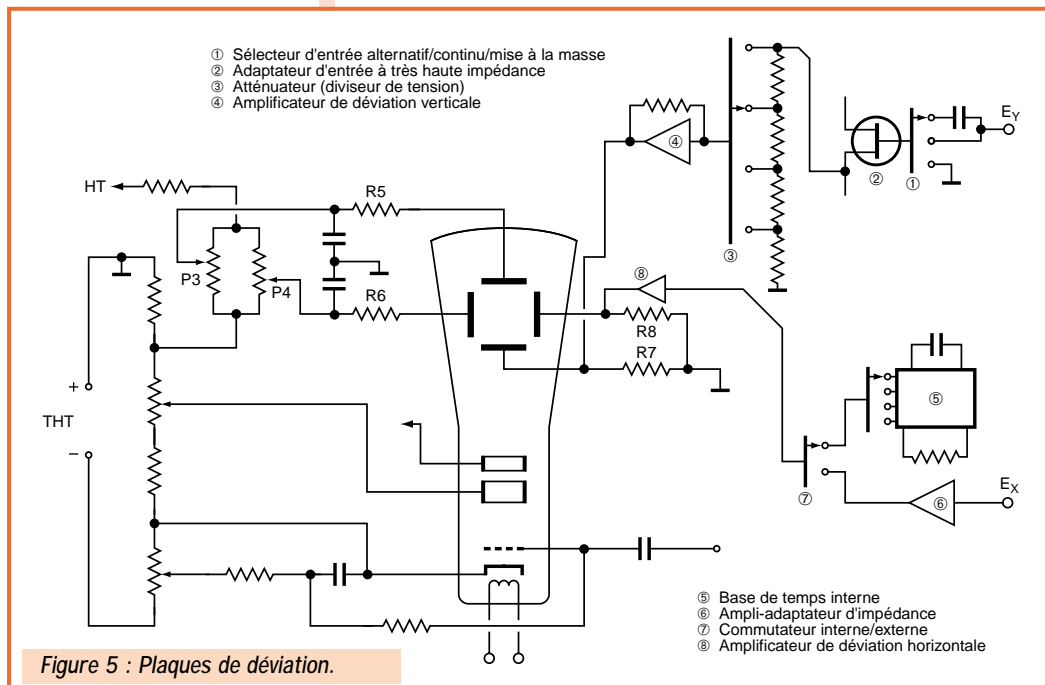 ① Sélecteur d'entrée alternatif/continu/mise à la masse
② Adaptateur d'entrée à très haute impédance
③ Atténuateur (diviseur de tension)
④ Amplificateur de déviation verticale
④
EY
②
①
HT
R5
③
P3
P4
⑧
R6
R8
R7
+
THT
–
⑤
⑦
EX
⑥
⑤ Base de temps interne
⑥ Ampli-adaptateur d'impédance
⑦ Commutateur interne/externe
⑧ Amplificateur de déviation horizontale
Figure 5 : Plaques de déviation.